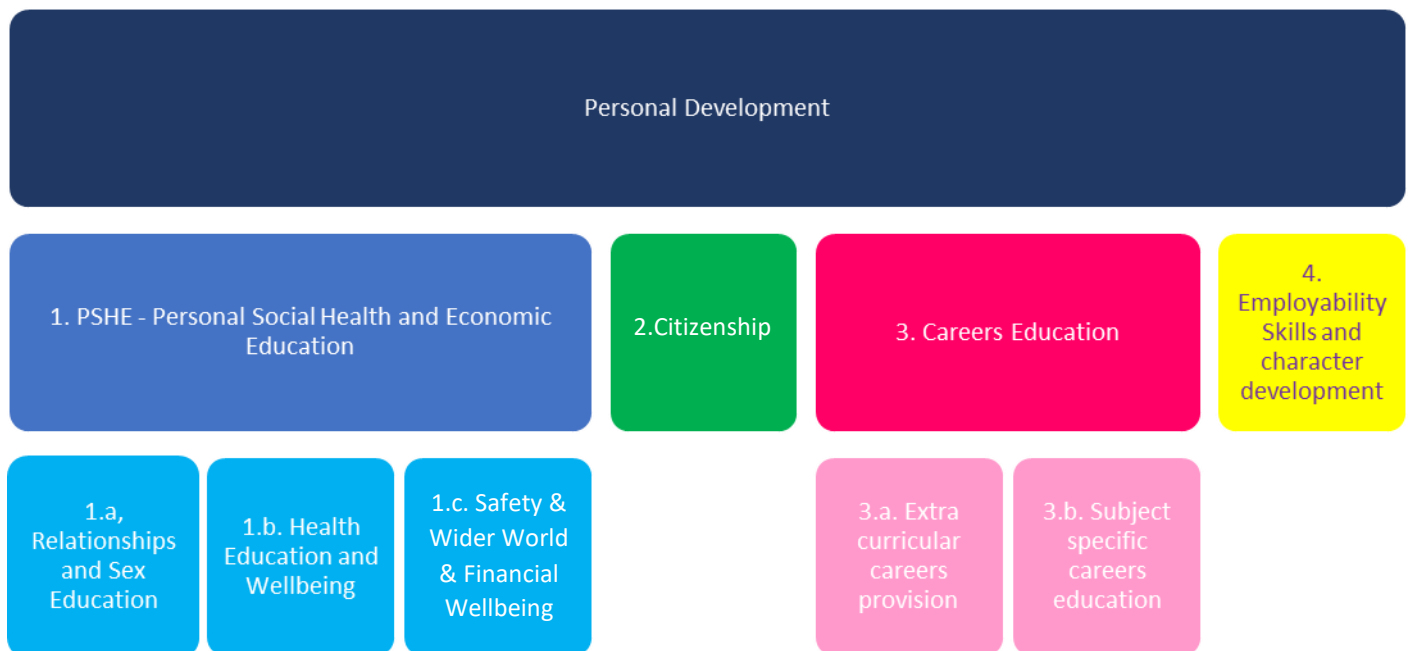 Personal Development
1. PSHE - Personal Social Health and Economic
Education
2.Citizenship
3. Careers Education
4.
Employability
Skills and
character
development
1.a,
Relationships
and Sex
Education
1.b. Health
Education and
Wellbeing
1.c. Safety &
Wider World
& Financial
Wellbeing
3.a. Extra
curricular
careers
provision
3.b. Subject
specific
careers
education